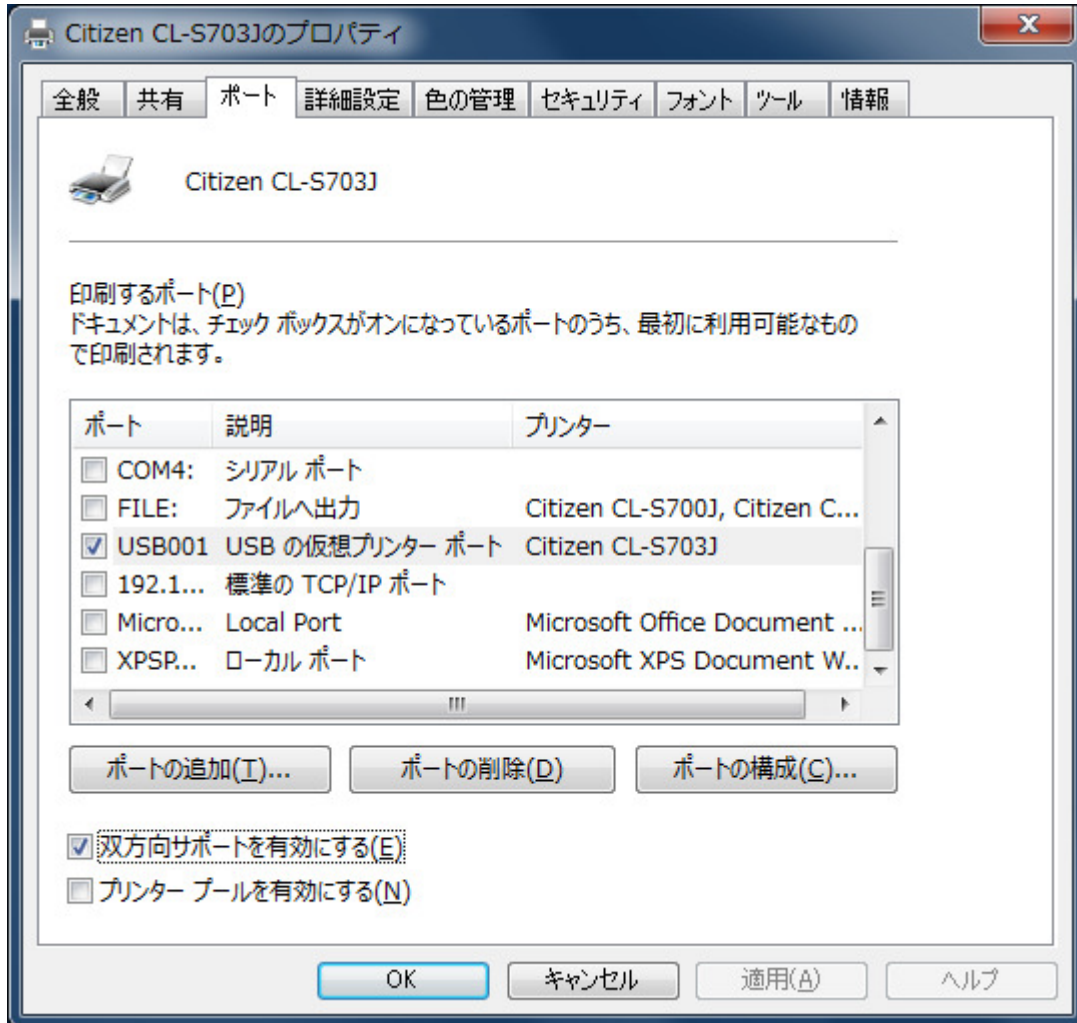 Citizen CL-S703Jのプロパティ
全般 共有 ポート 詳細設定 色の管理 セキュリティ フォント ツール 情報
Citizen CL-S703J
印刷するポート(P)
ドキュメントは、チェック ボックスがオンになっているポートのうち、最初に利用可能なもの
で印刷されます。
ポート 説明 プリンター
COM4: シリアル ポート
FILE: ファイルへ出力 Citizen CL-S700J, Citizen C...
USB001 USB の仮想プリンター ポート Citizen CL-S703J
192.1... 標準の TCP/IP ポート
Micro... Local Port Microsoft Office Document ...
XPSP... ローカル ポート Microsoft XPS Document W...
ポートの追加(T)... ポートの削除(D) ポートの構成(C)...
双方向サポートを有効にする(E)
プリンター プールを有効にする(N)
OK キャンセル 適用(A) ヘルプ